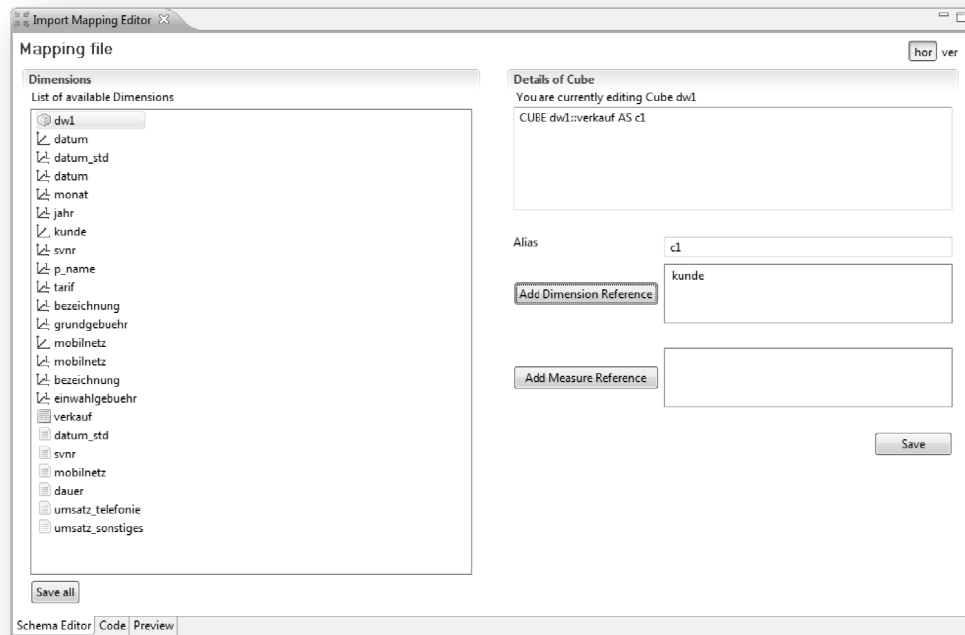 Import Mapping Editor
Mapping file
hor ver
Dimensions
List of available Dimensions
dw1
datum
datum_std
datum
monat
jahr
kunde
svnr
p_name
tarif
bezeichnung
grundgebuehr
mobilnetz
mobilnetz
bezeichnung
einwahlgebuehr
verkauf
datum_std
svnr
mobilnetz
dauer
umsatz_telefonie
umsatz_sonstiges
Save all
Details of Cube
You are currently editing Cube dw1
CUBE dw1::verkauf AS c1
Alias
c1
Add Dimension Reference
kunde
Add Measure Reference
Save
Schema Editor Code Preview